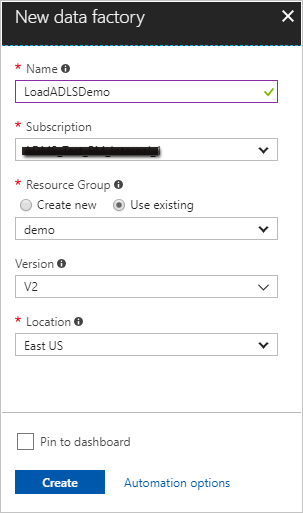 New data factory
* Name
LoadADLSDemo
* Subscription
* Resource Group
Create new Use existing
demo
Version
V2
* Location
East US
Pin to dashboard
Create Automation options